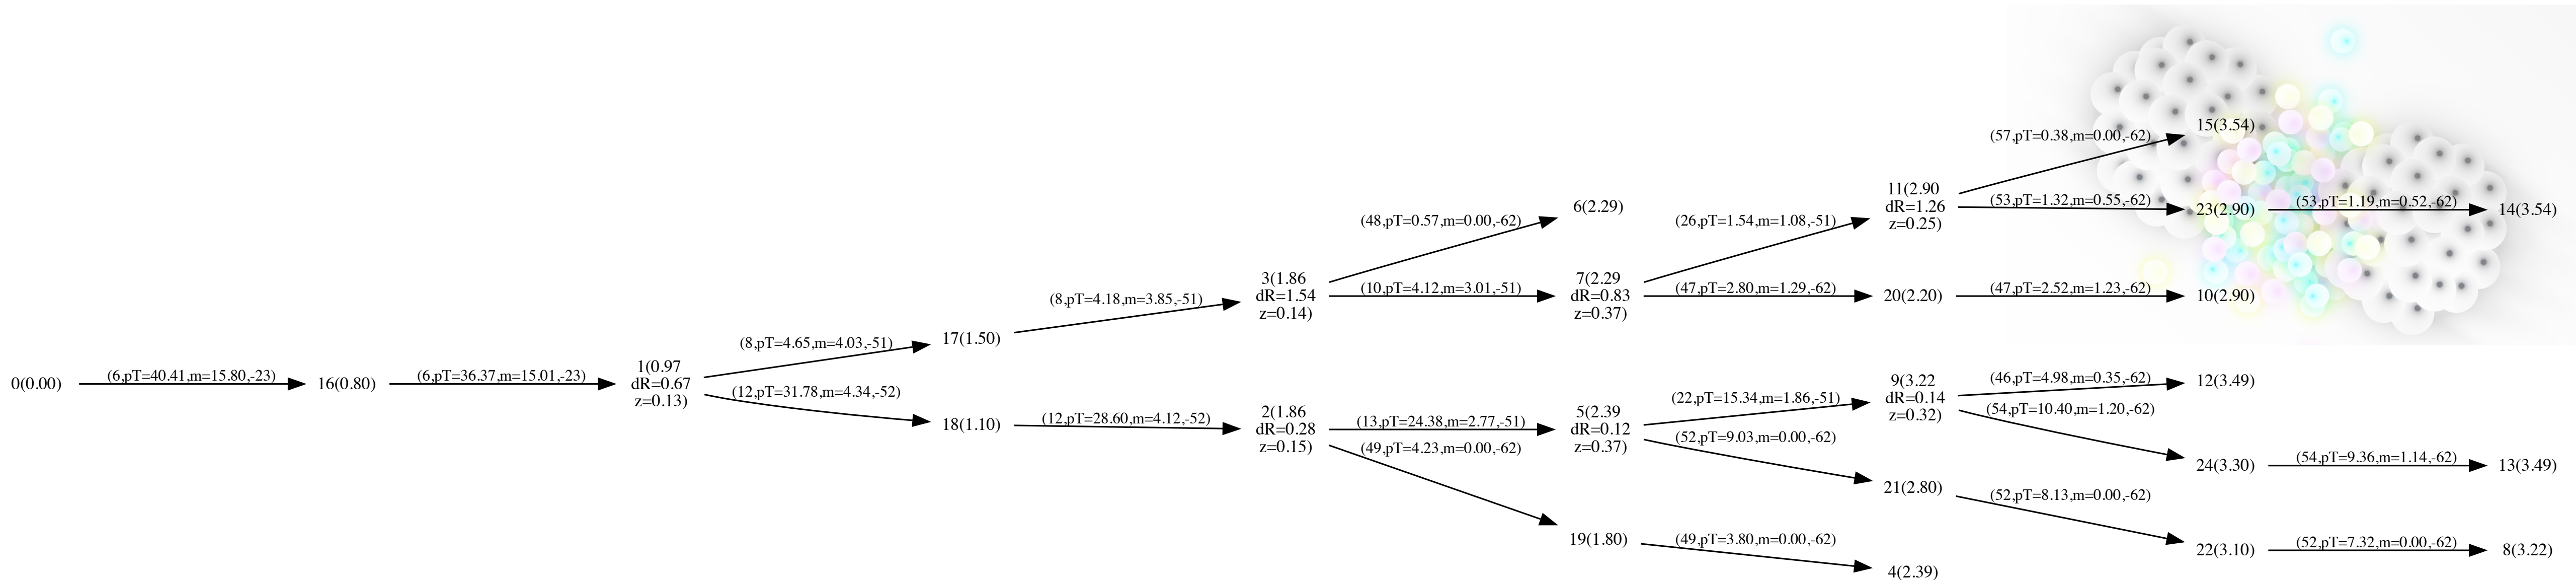 0(0.00)
(6,pT=40.41,m=15.80,-23)
16(0.80)
(6,pT=36.37,m=15.01,-23)
1(0.97
dR=0.67
z=0.13)
(8,pT=4.65,m=4.03,-51)
17(1.50)
(8,pT=4.18,m=3.85,-51)
3(1.86
dR=1.54
z=0.14)
(48,pT=0.57,m=0.00,-62)
6(2.29)
(10,pT=4.12,m=3.01,-51)
7(2.29
dR=0.83
z=0.37)
(26,pT=1.54,m=1.08,-51)
11(2.90
dR=1.26
z=0.25)
(57,pT=0.38,m=0.00,-62)
15(3.54)
(53,pT=1.32,m=0.55,-62)
23(2.90)
(53,pT=1.19,m=0.52,-62)
14(3.54)
(47,pT=2.80,m=1.29,-62)
20(2.20)
(47,pT=2.52,m=1.23,-62)
10(2.90)
(12,pT=31.78,m=4.34,-52)
18(1.10)
(12,pT=28.60,m=4.12,-52)
2(1.86
dR=0.28
z=0.15)
(13,pT=24.38,m=2.77,-51)
5(2.39
dR=0.12
z=0.37)
(22,pT=15.34,m=1.86,-51)
9(3.22
dR=0.14
z=0.32)
(46,pT=4.98,m=0.35,-62)
12(3.49)
(54,pT=10.40,m=1.20,-62)
24(3.30)
(54,pT=9.36,m=1.14,-62)
13(3.49)
(52,pT=9.03,m=0.00,-62)
21(2.80)
(52,pT=8.13,m=0.00,-62)
22(3.10)
(52,pT=7.32,m=0.00,-62)
8(3.22)
(49,pT=4.23,m=0.00,-62)
19(1.80)
(49,pT=3.80,m=0.00,-62)
4(2.39)